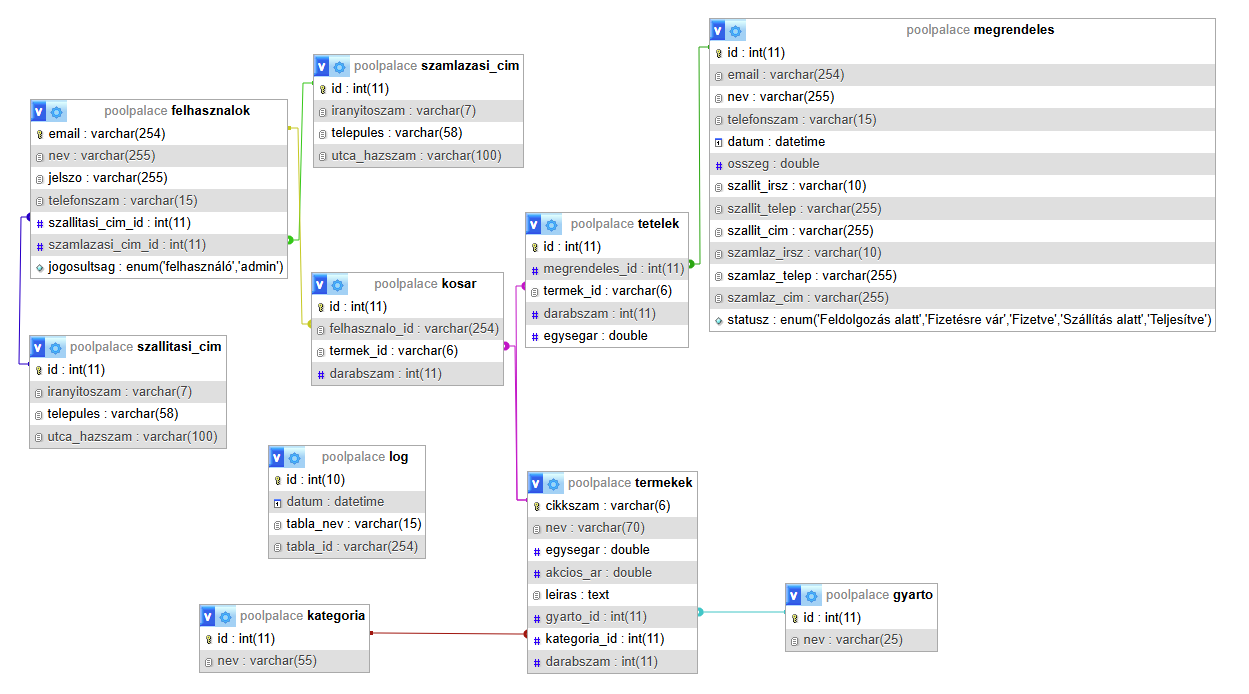 poolpalace felhasznalok
email : varchar(254)
nev : varchar(255)
jelszo : varchar(255)
telefonszam : varchar(15)
szallitasi_cim_id : int(11)
szamlazasi_cim_id : int(11)
jogosultsag : enum('felhasználó','admin')
poolpalace szamlazasi_cim
id : int(11)
iranyitoszam : varchar(7)
telepules : varchar(58)
utca_hazszam : varchar(100)
poolpalace megrendeles
id : int(11)
email : varchar(254)
nev : varchar(255)
telefonszam : varchar(15)
datum : datetime
osszeg : double
szallit_irsz : varchar(10)
szallit_telep : varchar(255)
szallit_cim : varchar(255)
szamlaz_irsz : varchar(10)
szamlaz_telep : varchar(255)
szamlaz_cim : varchar(255)
statusz : enum('Feldolgozás alatt','Fizetésre vár','Fizetve','Szállítás alatt','Teljesítve')
poolpalace tetelek
id : int(11)
megrendeles_id : int(11)
termek_id : varchar(6)
darabszam : int(11)
egysegar : double
poolpalace kosar
id : int(11)
felhasznalo_id : varchar(254)
termek_id : varchar(6)
darabszam : int(11)
poolpalace szallitasi_cim
id : int(11)
iranyitoszam : varchar(7)
telepules : varchar(58)
utca_hazszam : varchar(100)
poolpalace log
id : int(10)
datum : datetime
tabla_nev : varchar(15)
tabla_id : varchar(254)
poolpalace termekek
cikkszam : varchar(6)
nev : varchar(70)
egysegar : double
akcios_ar : double
leiras : text
gyarto_id : int(11)
kategoria_id : int(11)
darabszam : int(11)
poolpalace gyarto
id : int(11)
nev : varchar(25)
poolpalace kategoria
id : int(11)
nev : varchar(55)